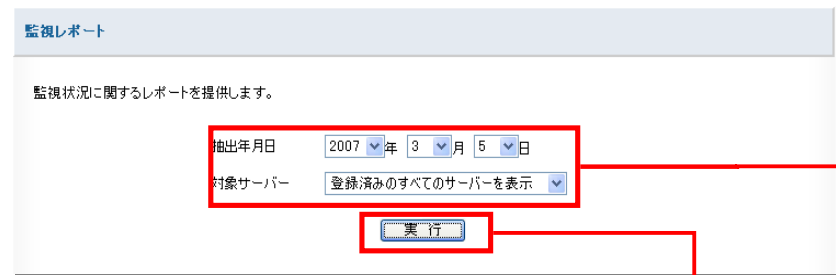 監視レポート
監視状況に関するレポートを提供します。
抽出年月日 2007 年 3 月 5 日
対象サーバー 登録済みのすべてのサーバーを表示
実 行